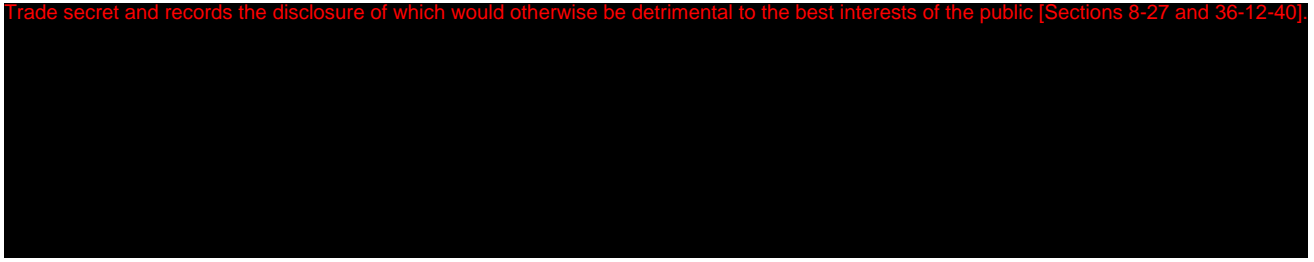 Trade secret and records the disclosure of which would otherwise be detrimental to the best interests of the public [Sections 8-27 and 36-12-40].